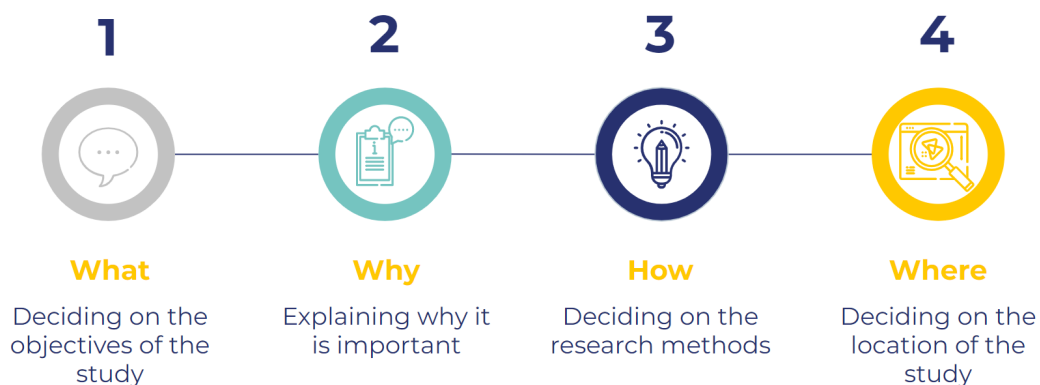 1
2
3
4
i
What
Why
How
Where
Deciding on the
objectives of the
study
Explaining why it
is important
Deciding on the
research methods
Deciding on the
location of the
study